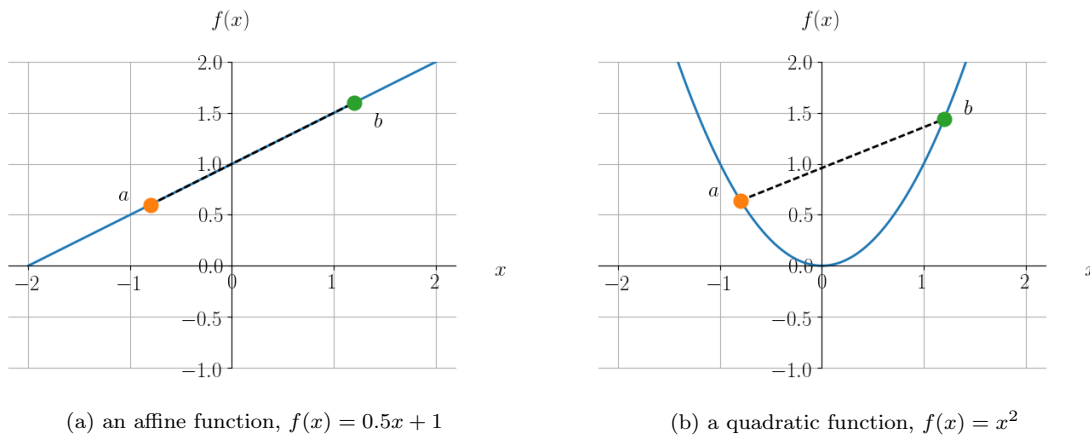 f(x) f(x)
2.0 2.0
1.5 b 1.5 b
1.0 1.0
a a
0.5 0.5
0.0 x 0.0 x
−2 −1 0 1 2 −2 −1 0 1 2
−0.5 −0.5
−1.0 −1.0
(a) an affine function, f(x) = 0.5x + 1 (b) a quadratic function, f(x) = x²